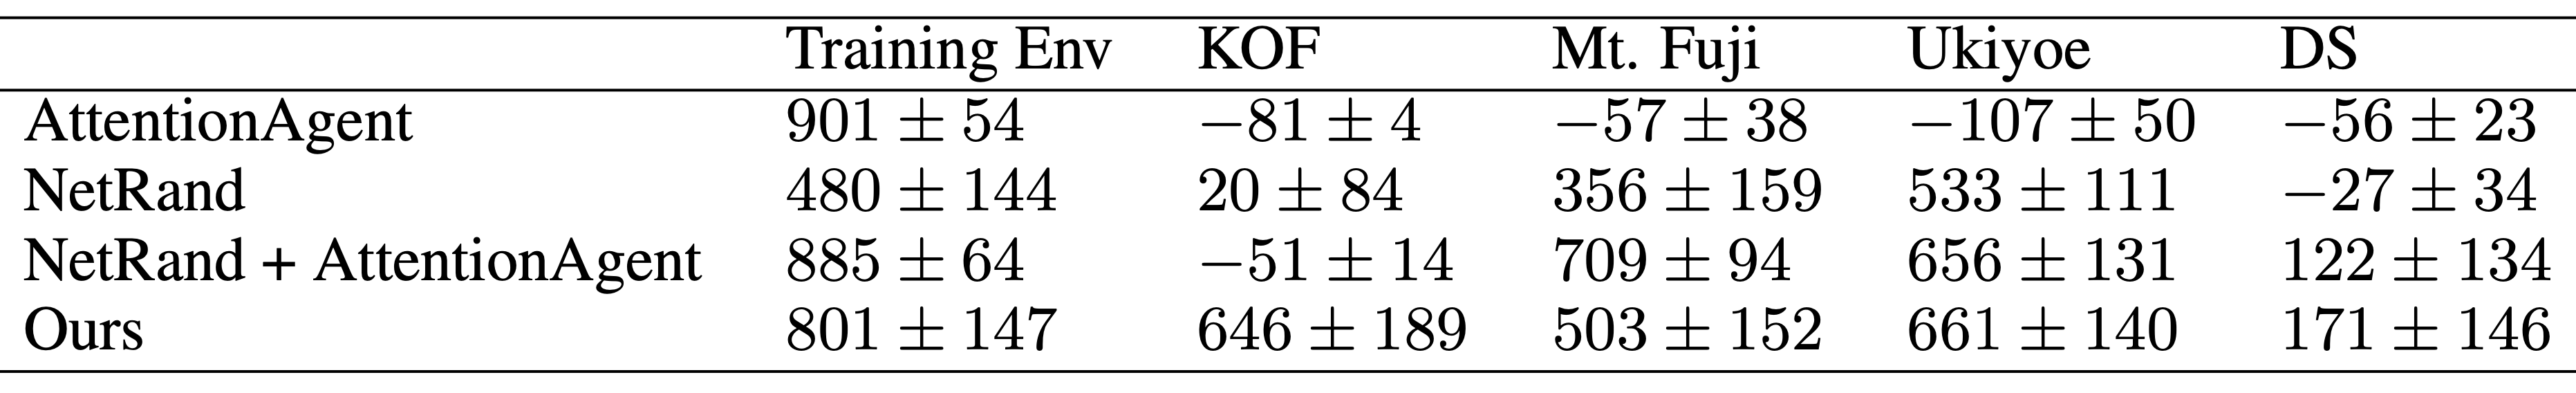 Training Env KOF Mt. Fuji Ukiyoe DS
AttentionAgent 901 ± 54 −81 ± 4 −57 ± 38 −107 ± 50 −56 ± 23
NetRand 480 ± 144 20 ± 84 356 ± 159 533 ± 111 −27 ± 34
NetRand + AttentionAgent 885 ± 64 −51 ± 14 709 ± 94 656 ± 131 122 ± 134
Ours 801 ± 147 646 ± 189 503 ± 152 661 ± 140 171 ± 146